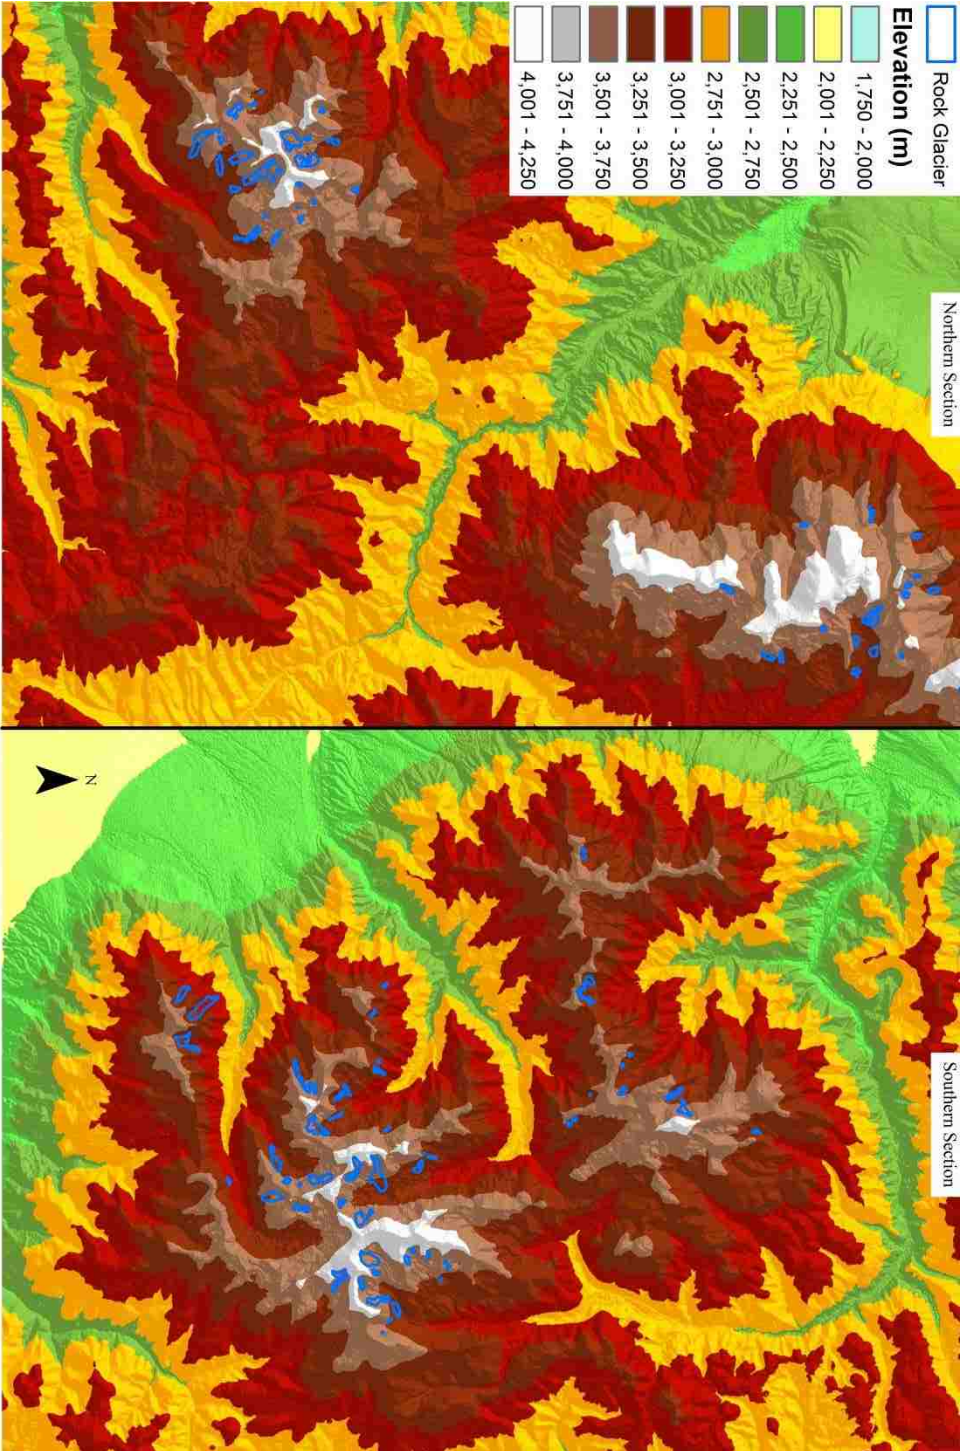 Rock Glacier
Elevation (m)
1,750 - 2,000
2,001 - 2,250
2,251 - 2,500
2,501 - 2,750
2,751 - 3,000
3,001 - 3,250
3,251 - 3,500
3,501 - 3,750
3,751 - 4,000
4,001 - 4,250
Northern Section
N
Southern Section